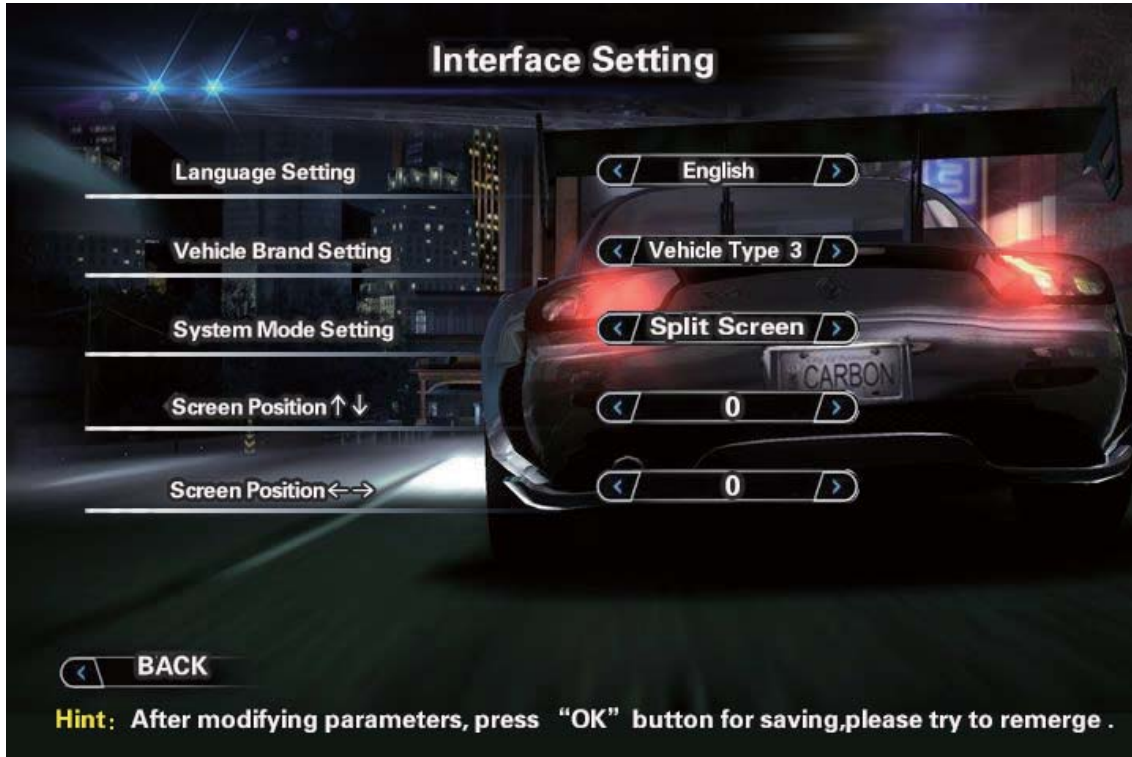 Interface Setting
Language Setting English
Vehicle Brand Setting Vehicle Type 3
System Mode Setting Split Screen
Screen Position↑↓ 0
CARBON
Screen Position←→ 0
BACK
Hint: After modifying parameters, press “OK” button for saving,please try to remerge .